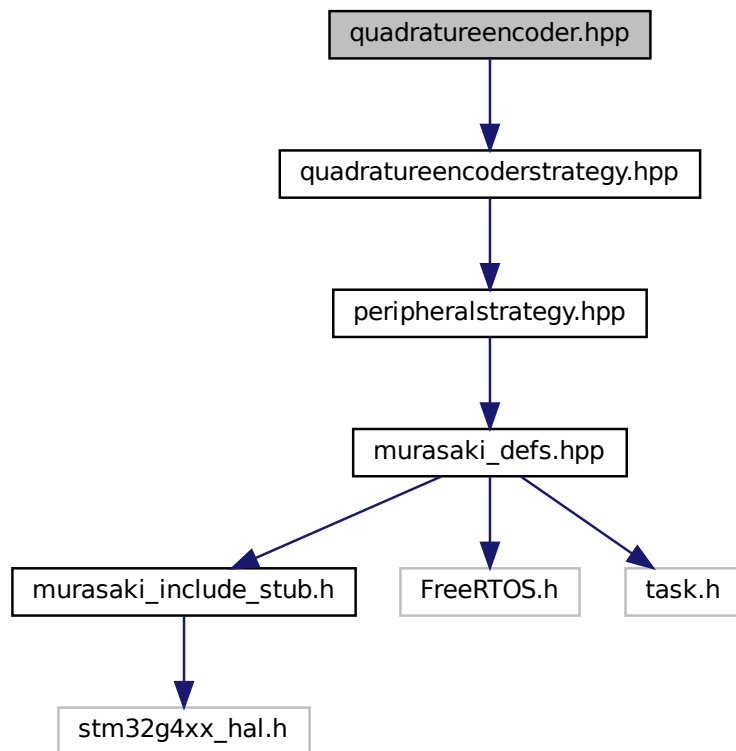 quadratureencoder.hpp
quadratureencoderstrategy.hpp
peripheralstrategy.hpp
murasaki_defs.hpp
murasaki_include_stub.h
FreeRTOS.h
task.h
stm32g4xx_hal.h